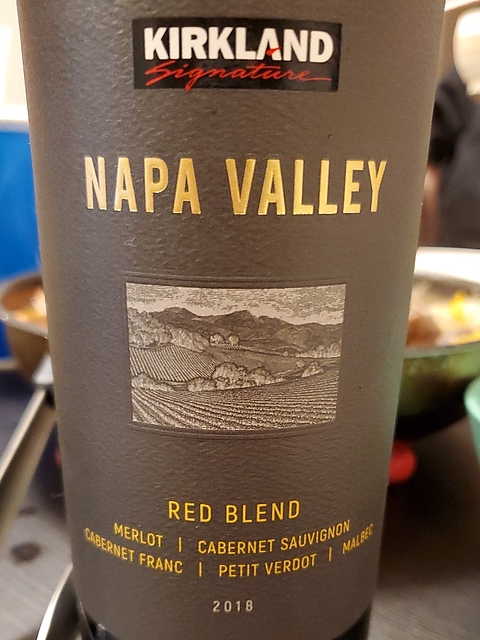 KIRKLAND
Signature
NAPA VALLEY
RED BLEND
MERLOT | CABERNET SAUVIGNON
CABERNET FRANC | PETIT VERDOT | MALBEC
2018